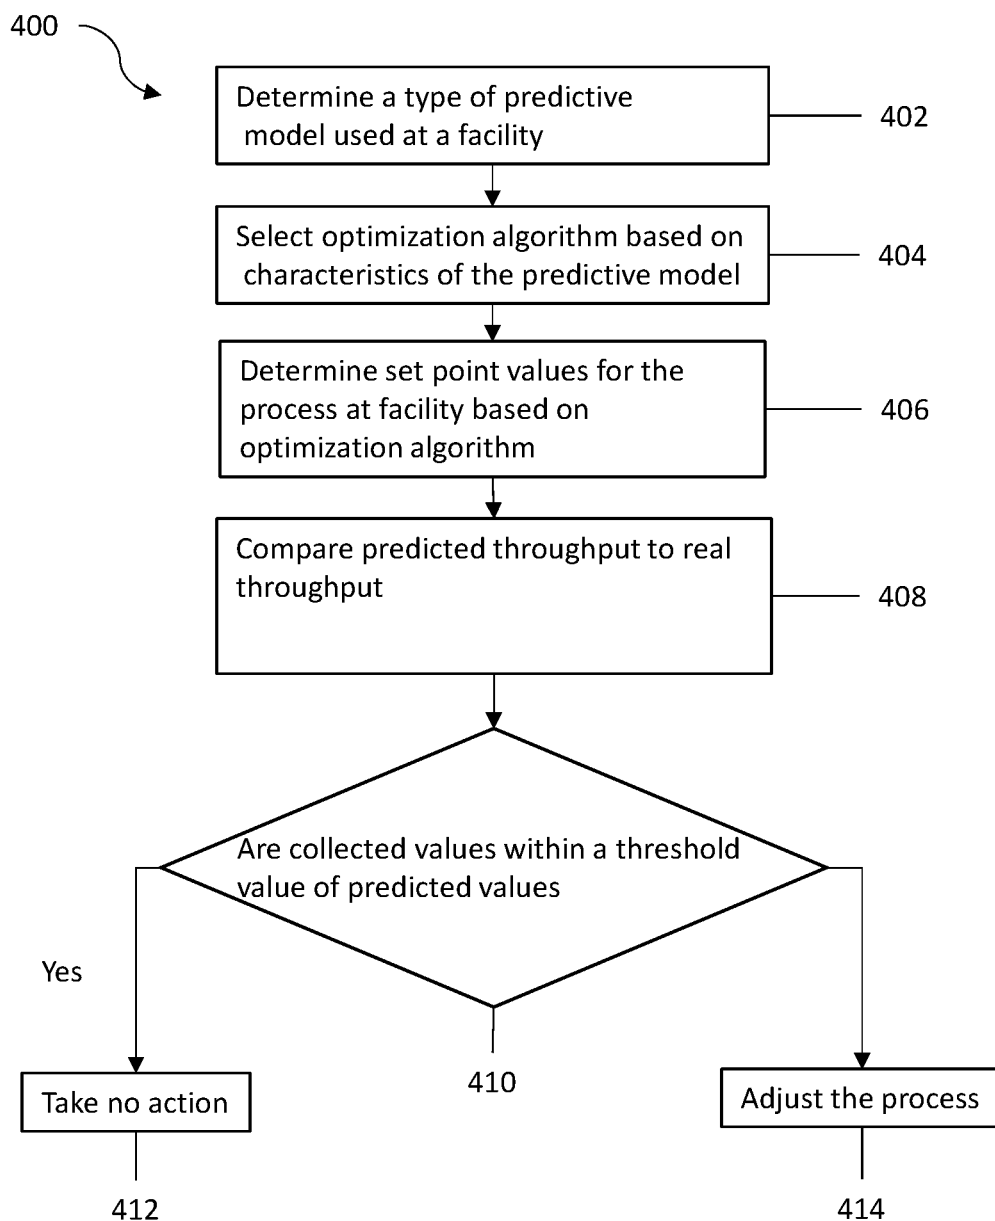 400
Determine a type of predictive
model used at a facility
402
Select optimization algorithm based on
characteristics of the predictive model
404
Determine set point values for the
process at facility based on
optimization algorithm
406
Compare predicted throughput to real
throughput
408
Are collected values within a threshold
value of predicted values
Yes
410
Take no action
Adjust the process
412
414